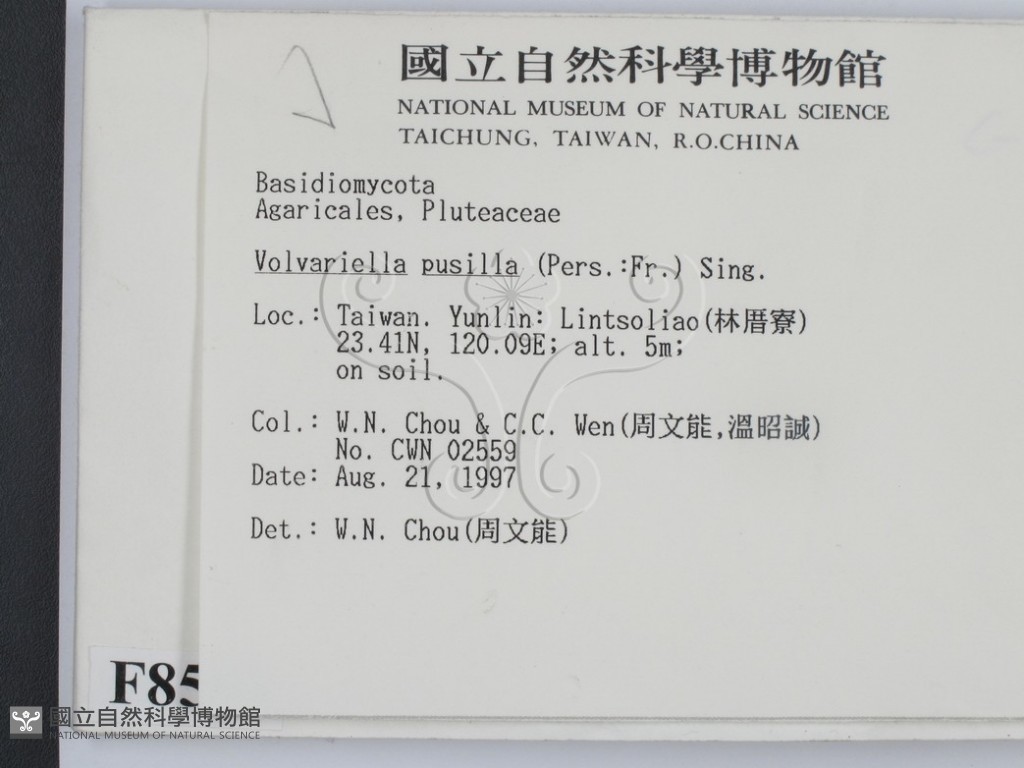 國立自然科學博物館
NATIONAL MUSEUM OF NATURAL SCIENCE
TAICHUNG, TAIWAN, R.O.CHINA
Basidiomycota
Agaricales, Pluteaceae
Volvariella pusilla (Pers.:Fr.) Sing.
Loc.: Taiwan. Yunlin: Lintsoliao(林厝寮)
23.41N, 120.09E; alt. 5m;
on soil.
Col.: W.N. Chou & C.C. Wen(周文能,溫昭誠)
No. CWN 02559
Date: Aug. 21, 1997
Det.: W.N. Chou(周文能)
F85
國立自然科學博物館
NATIONAL MUSEUM OF NATURAL SCIENCE